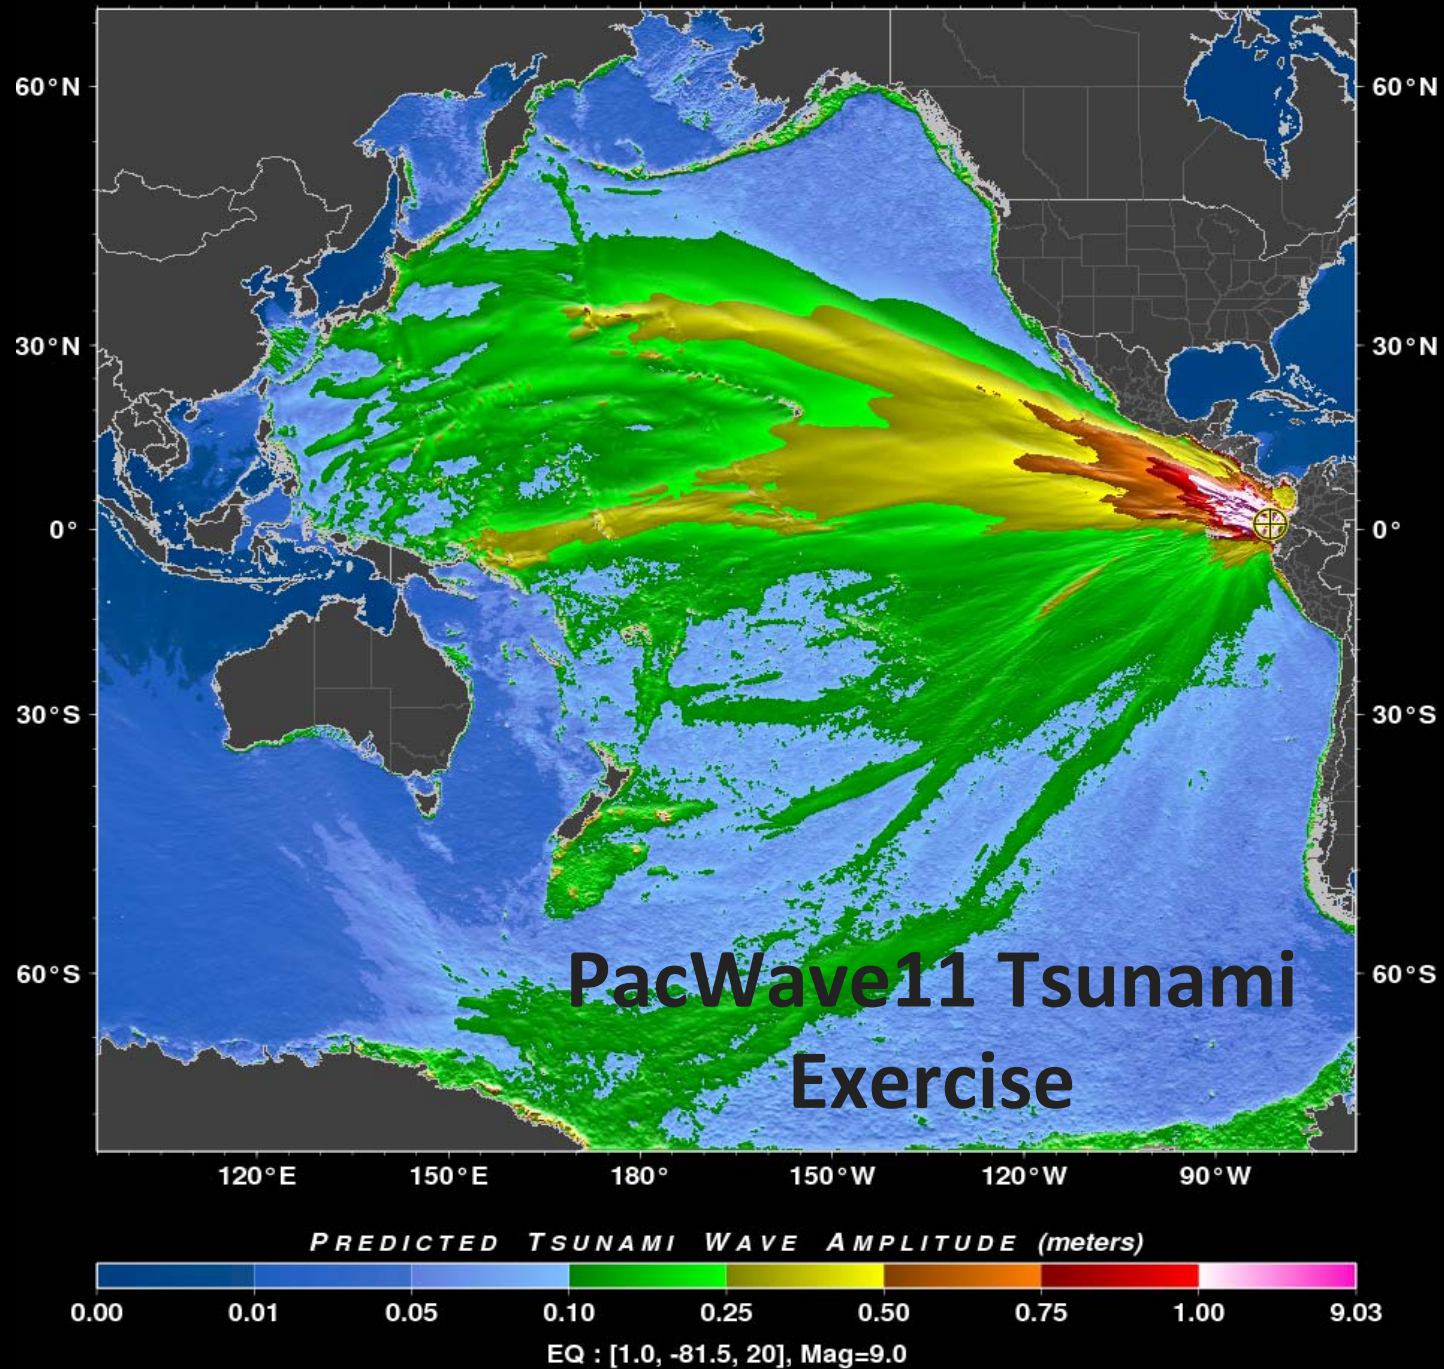 60°N 60°N
30°N 30°N
0° 0°
30°S 30°S
60°S 60°S
PacWave11 Tsunami
Exercise
120°E 150°E 180° 150°W 120°W 90°W
PREDICTED TSUNAMI WAVE AMPLITUDE (meters)
0.00 0.01 0.05 0.10 0.25 0.50 0.75 1.00 9.03
EQ : [1.0, -81.5, 20], Mag=9.0